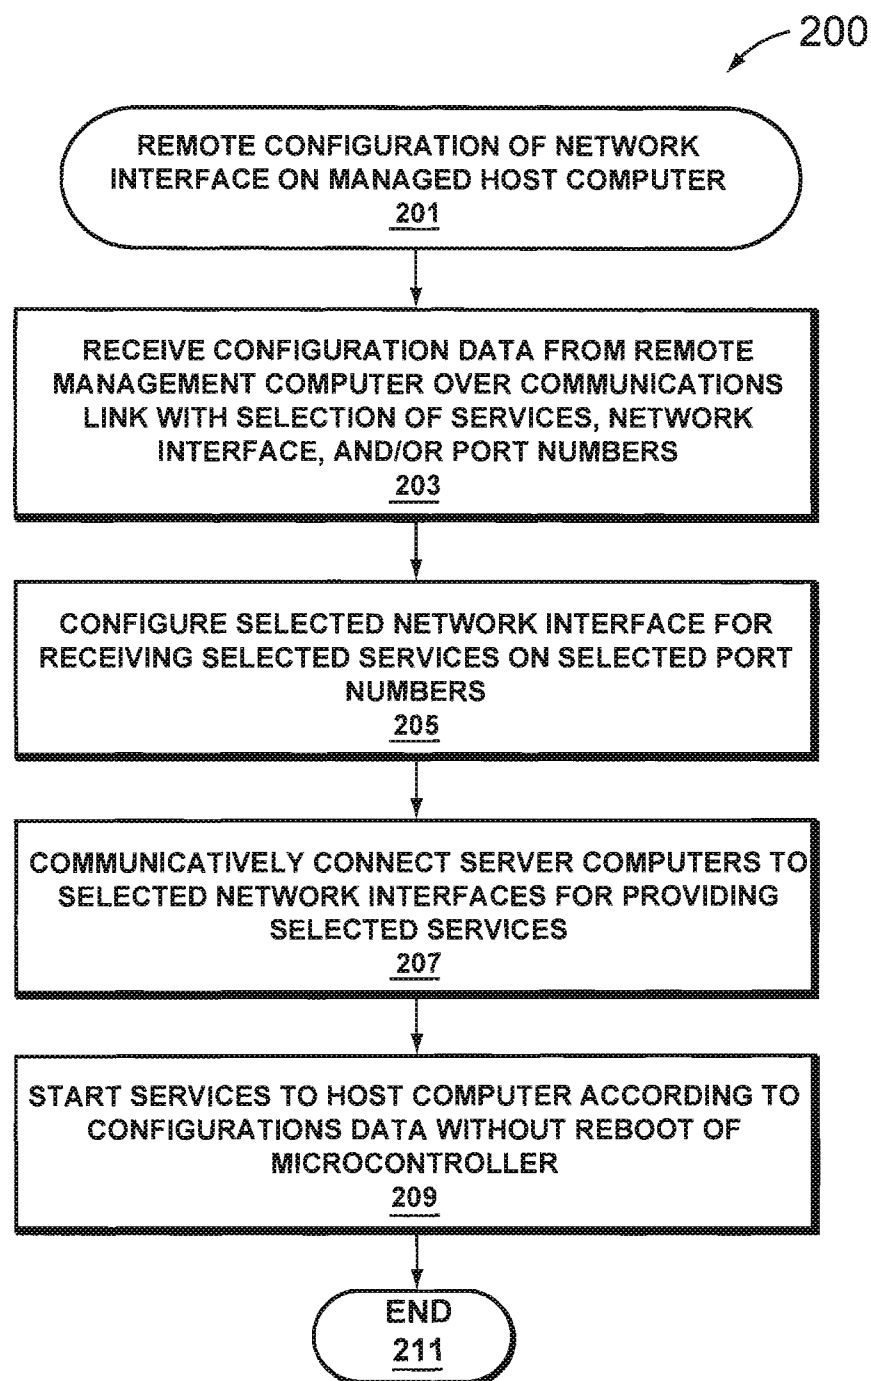 200
REMOTE CONFIGURATION OF NETWORK
INTERFACE ON MANAGED HOST COMPUTER
201
RECEIVE CONFIGURATION DATA FROM REMOTE
MANAGEMENT COMPUTER OVER COMMUNICATIONS
LINK WITH SELECTION OF SERVICES, NETWORK
INTERFACE, AND/OR PORT NUMBERS
203
CONFIGURE SELECTED NETWORK INTERFACE FOR
RECEIVING SELECTED SERVICES ON SELECTED PORT
NUMBERS
205
COMMUNICATIVELY CONNECT SERVER COMPUTERS TO
SELECTED NETWORK INTERFACES FOR PROVIDING
SELECTED SERVICES
207
START SERVICES TO HOST COMPUTER ACCORDING TO
CONFIGURATIONS DATA WITHOUT REBOOT OF
MICROCONTROLLER
209
END
211